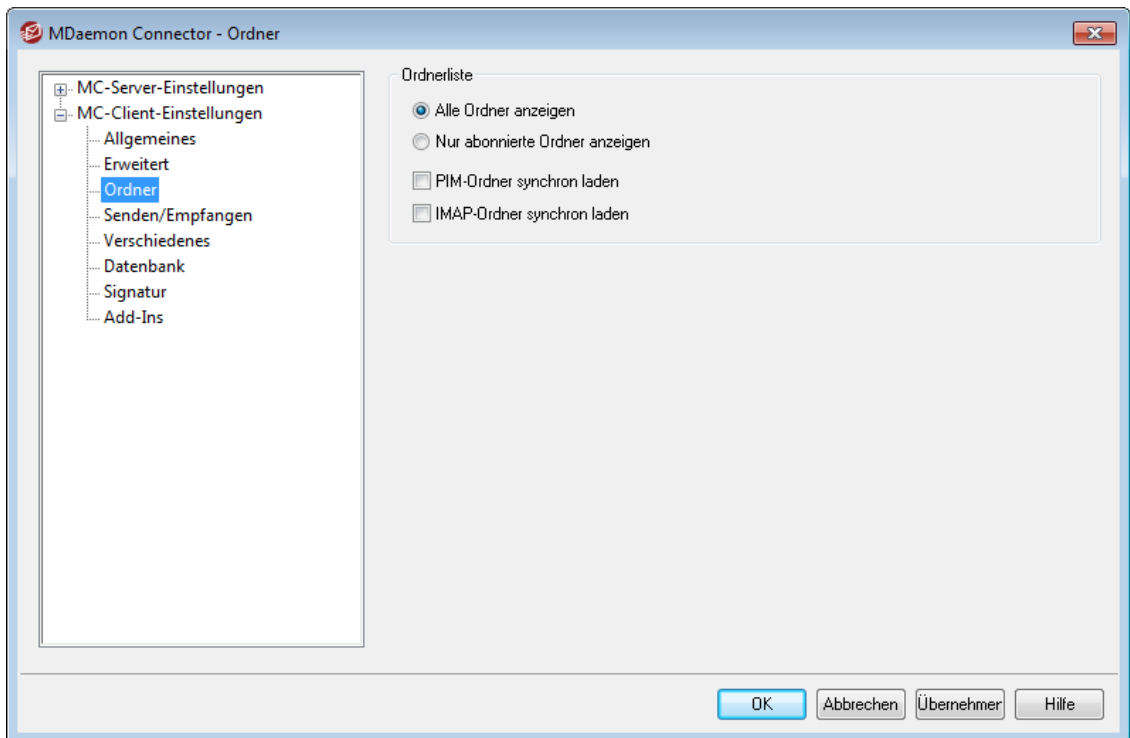 MDaemon Connector - Ordner
MC-Server-Einstellungen
MC-Client-Einstellungen
Allgemeines
Erweitert
Ordner
Senden/Empfangen
Verschiedenes
Datenbank
Signatur
Add-Ins
Ordnerliste
Alle Ordner anzeigen
Nur abonnierte Ordner anzeigen
PIM-Ordner synchron laden
IMAP-Ordner synchron laden
OK
Abbrechen
Übernehmer
Hilfe